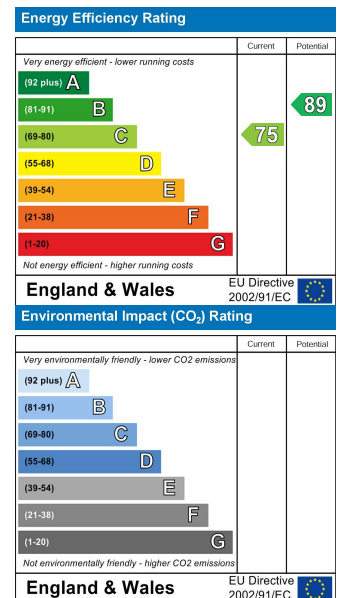 Energy Efficiency Rating
Current Potential
Very energy efficient - lower running costs
(92 plus) A
(81-91) B
89
(69-80) C
75
(55-68) D
(39-54) E
(21-38) F
(1-20) G
Not energy efficient - higher running costs
England & Wales
EU Directive
2002/91/EC
Environmental Impact (CO₂) Rating
Current Potential
Very environmentally friendly - lower CO2 emissions
(92 plus) A
(81-91) B
(69-80) C
(55-68) D
(39-54) E
(21-38) F
(1-20) G
Not environmentally friendly - higher CO2 emissions
England & Wales
EU Directive
2002/91/EC